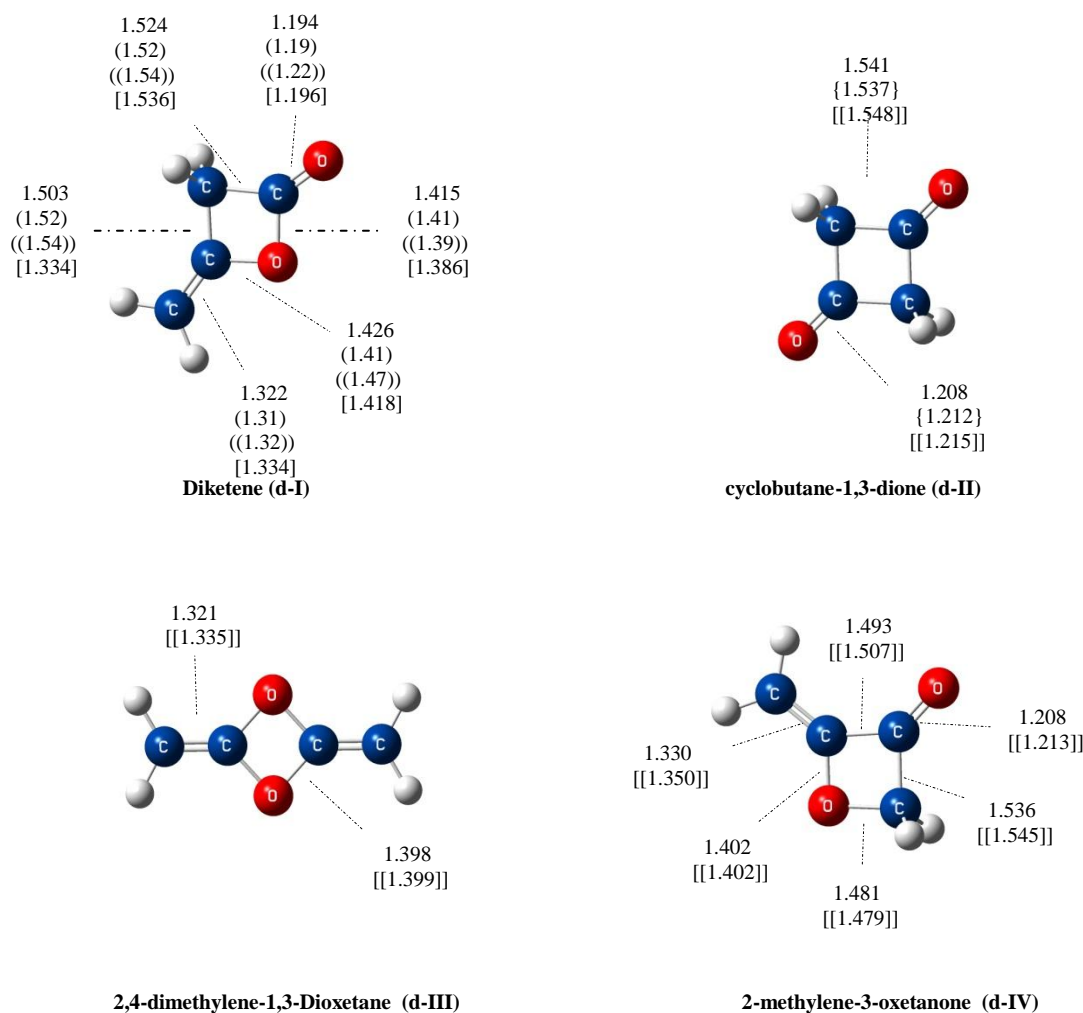 1.524
(1.52)
((1.54))
[1.536]
1.194
(1.19)
((1.22))
[1.196]
1.503
(1.52)
((1.54))
[1.334]
1.415
(1.41)
((1.39))
[1.386]
1.426
(1.41)
((1.47))
[1.418]
1.322
(1.31)
((1.32))
[1.334]
O
C
C
C
O
C
Diketene (d-I)
1.541
{1.537}
[[1.548]]
O
C
C
C
C
O
1.208
{1.212}
[[1.215]]
cyclobutane-1,3-dione (d-II)
1.321
[[1.335]]
O
C
C
C
C
O
1.398
[[1.399]]
2,4-dimethylene-1,3-Dioxetane (d-III)
1.493
[[1.507]]
C
O
C
C
O
C
1.208
[[1.213]]
1.330
[[1.350]]
1.536
[[1.545]]
1.402
[[1.402]]
1.481
[[1.479]]
2-methylene-3-oxetanone (d-IV)